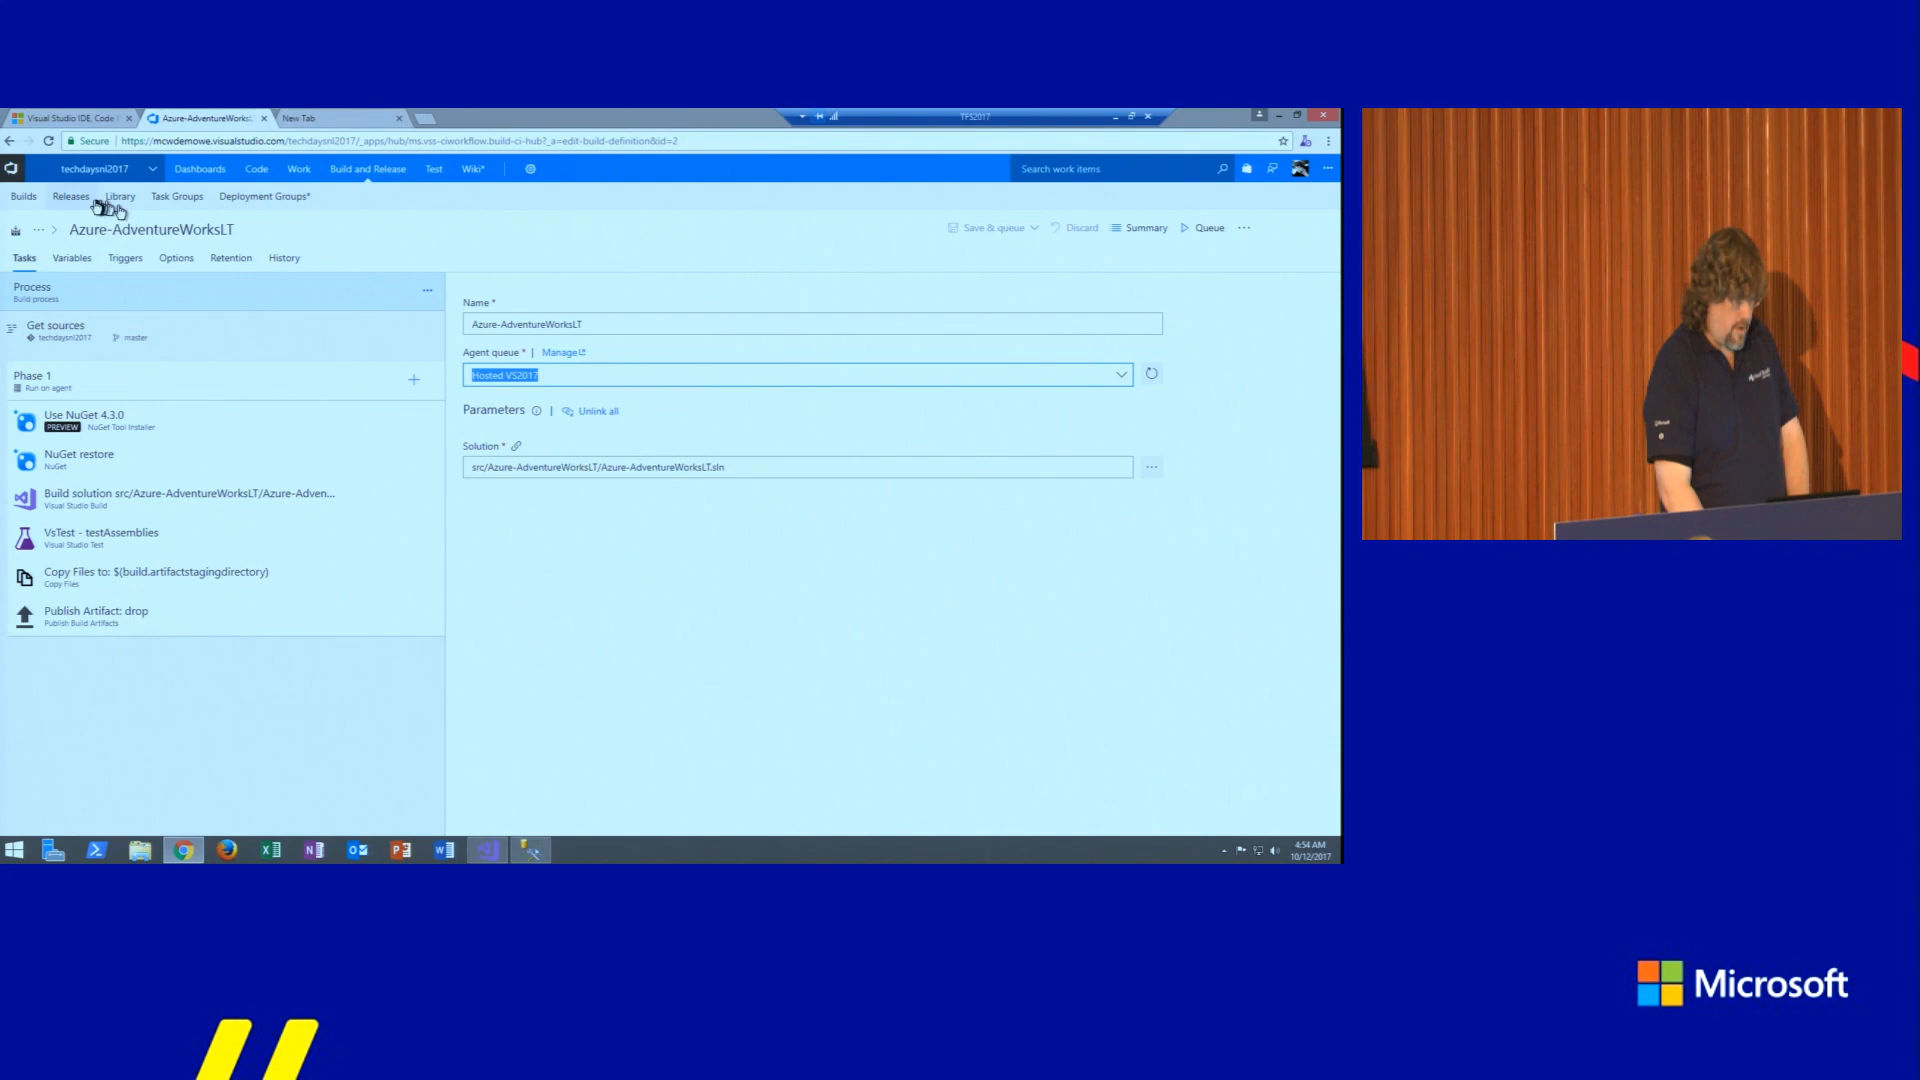 Visual Studio IDE, Code
Azure-AdventureWorksL
New Tab
TFS2017
Secure
https://mcwdemowe.visualstudio.com/techdaysnl2017/_apps/hub/ms.vss-ciworkflow.build-ci-hub?_a=edit-build-definition&id=2
techdaysnl2017
Dashboards
Code
Work
Build and Release
Test
Wiki*
Search work items
Builds
Releases
Library
Task Groups
Deployment Groups*
Azure-AdventureWorksLT
Save & queue
Discard
Summary
Queue
Tasks
Variables
Triggers
Options
Retention
History
Process
Build process
Get sources
techdaysnl2017
master
Phase 1
Run on agent
Use NuGet 4.3.0
PREVIEW NuGet Tool Installer
NuGet restore
NuGet
Build solution src/Azure-AdventureWorksLT/Azure-Adven...
Visual Studio Build
VsTest - testAssemblies
Visual Studio Test
Copy Files to: $(build.artifactstagingdirectory)
Copy Files
Publish Artifact: drop
Publish Build Artifacts
Name *
Azure-AdventureWorksLT
Agent queue * | Manage
Hosted VS2017
Parameters | Unlink all
Solution *
src/Azure-AdventureWorksLT/Azure-AdventureWorksLT.sln
4:54 AM
10/12/2017
Microsoft